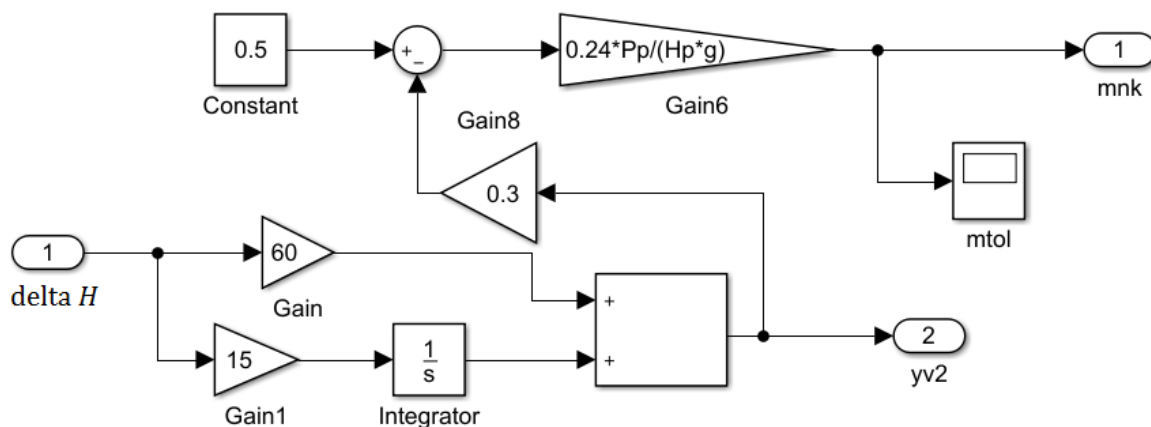 0.5
Constant
+
−
0.24*Pp/(Hp*g)
Gain6
1
mnk
Gain8
0.3
mtol
1
delta H
60
Gain
+
+
15
Gain1
1
s
Integrator
2
yv2